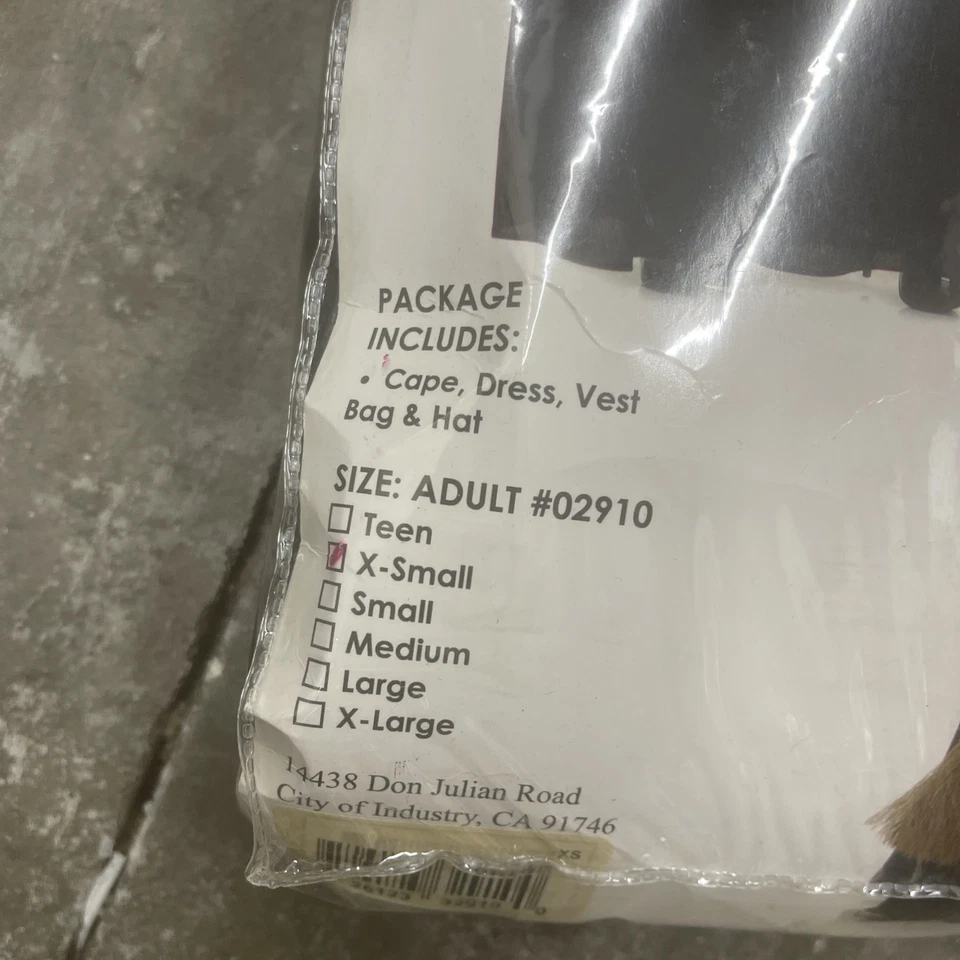 PACKAGE
INCLUDES:
• Cape, Dress, Vest
Bag & Hat
SIZE: ADULT #02910
Teen
X-Small
Small
Medium
Large
X-Large
14438 Don Julian Road
City of Industry, CA 91746
XS